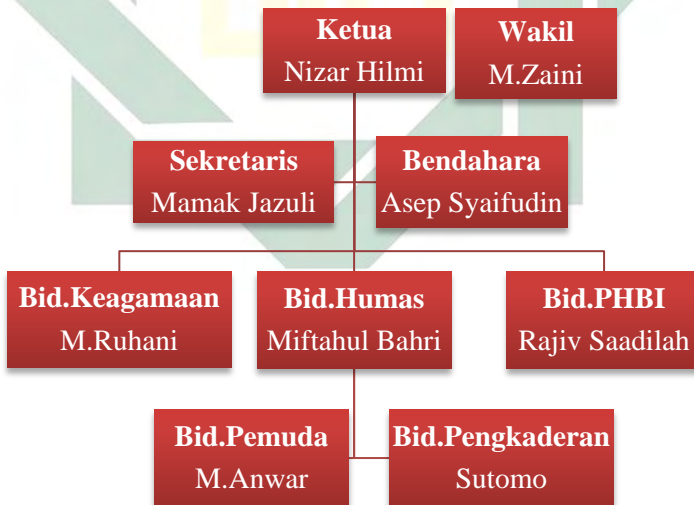 Ketua
Nizar Hilmi
Wakil
M.Zaini
Sekretaris
Mamak Jazuli
Bendahara
Asep Syaifudin
Bid.Keagamaan
M.Ruhani
Bid.Humas
Miftahul Bahri
Bid.PHBI
Rajiv Saadilah
Bid.Pemuda
M.Anwar
Bid.Pengkaderan
Sutomo